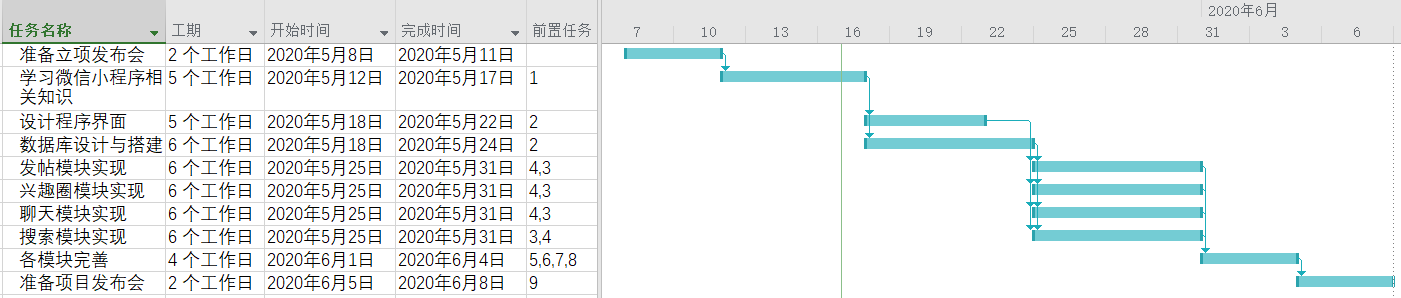 2020年6月
任务名称 工期 开始时间 完成时间 前置任务 7 10 13 16 19 22 25 28 31 3 6
准备立项发布会 2 个工作日 2020年5月8日 2020年5月11日
学习微信小程序相 5 个工作日 2020年5月12日 2020年5月17日 1
关知识
设计程序界面 5 个工作日 2020年5月18日 2020年5月22日 2
数据库设计与搭建 6 个工作日 2020年5月18日 2020年5月24日 2
发帖模块实现 6 个工作日 2020年5月25日 2020年5月31日 4,3
兴趣圈模块实现 6 个工作日 2020年5月25日 2020年5月31日 4,3
聊天模块实现 6 个工作日 2020年5月25日 2020年5月31日 4,3
搜索模块实现 6 个工作日 2020年5月25日 2020年5月31日 3,4
各模块完善 4 个工作日 2020年6月1日 2020年6月4日 5,6,7,8
准备项目发布会 2 个工作日 2020年6月5日 2020年6月8日 9